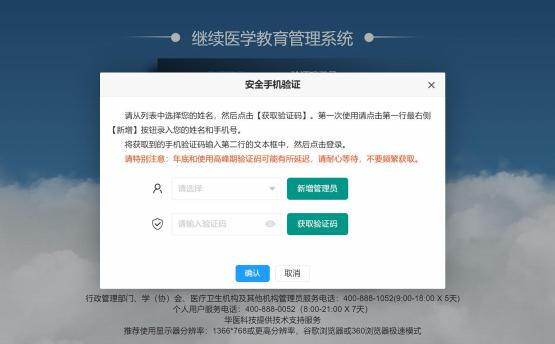 继续医学教育管理系统
安全手机验证
请从列表中选择您的姓名，然后点击【获取验证码】。第一次使用请点击第一行最右侧
【新增】按钮录入您的姓名和手机号。
将获取到的手机验证码输入第二行的文本框中，然后点击登录。
请特别注意：年底和使用高峰期验证码可能有所延迟，请耐心等待，不要频繁获取。
请选择 新增管理员
请输入验证码 获取验证码
确认 取消
行政管理部门、学（协）会、医疗卫生机构及其他机构管理员服务电话：400-888-1052(9:00-18:00 X 5天)
个人用户服务电话：400-888-0052（8:00-21:00 X 7天）
华医科技提供技术支持服务
推荐使用显示器分辨率：1366*768或更高分辨率，谷歌浏览器或360浏览器极速模式